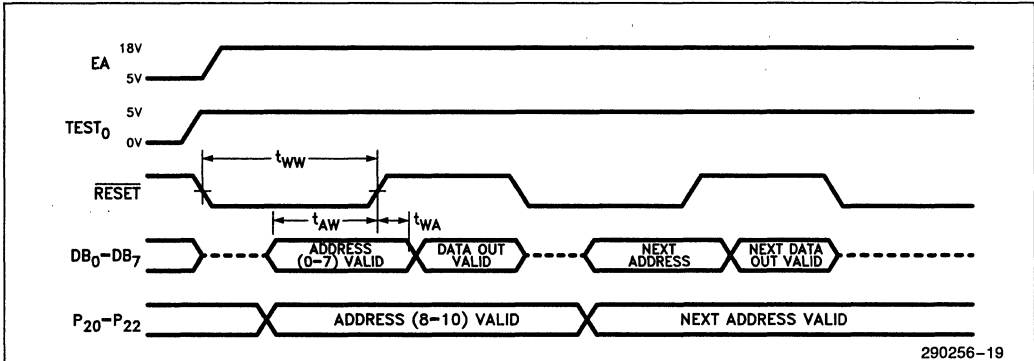 18V
EA
5V
5V
TEST0
0V
tWW
RESET
tAW
tWA
DB0–DB7
ADDRESS
(0–7) VALID
DATA OUT
VALID
NEXT
ADDRESS
NEXT DATA
OUT VALID
P20–P22
ADDRESS (8–10) VALID
NEXT ADDRESS VALID
290256–19